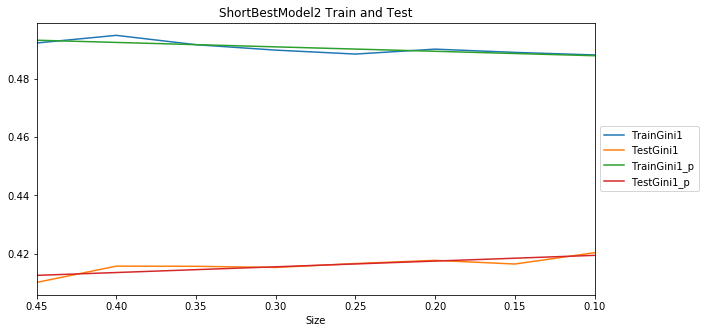 ShortBestModel2 Train and Test
0.48
0.46
0.44
0.42
0.45 0.40 0.35 0.30 0.25 0.20 0.15 0.10
Size
TrainGini1
TestGini1
TrainGini1_p
TestGini1_p